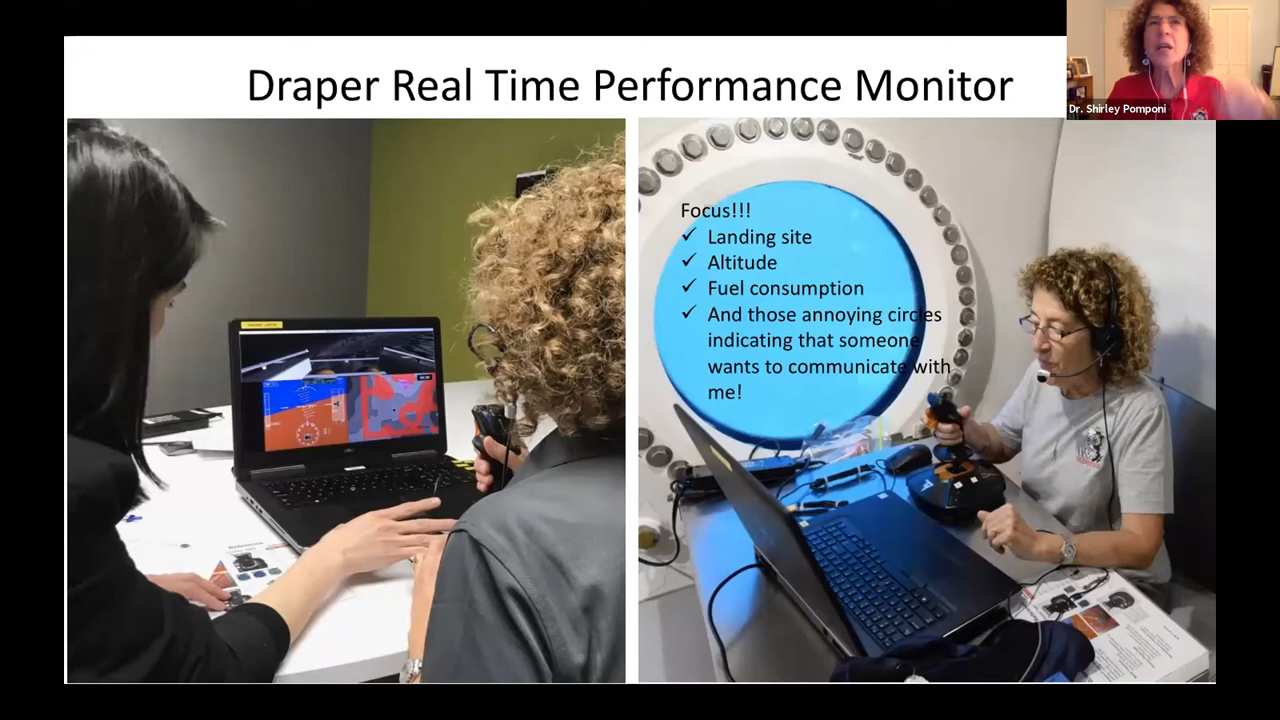 Draper Real Time Performance Monitor
Dr. Shirley Pomponi
Focus!!!
✓ Landing site
✓ Altitude
✓ Fuel consumption
✓ And those annoying circles
indicating that someone
wants to communicate with
me!